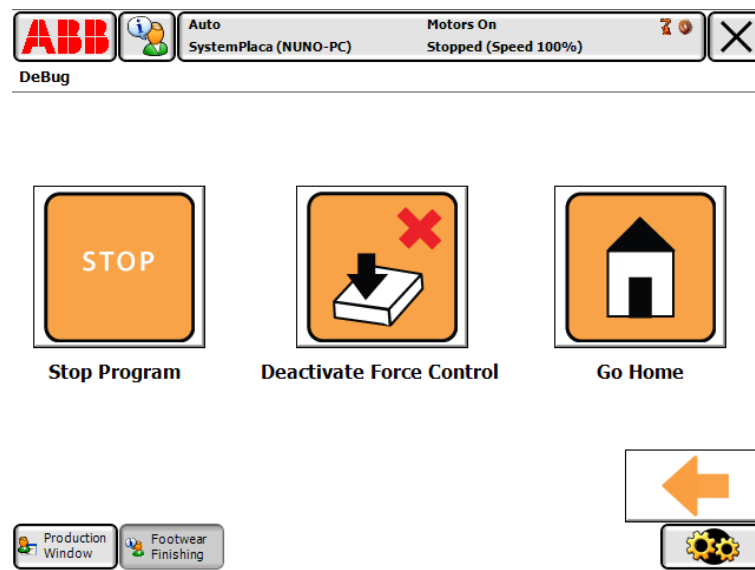 ABB
Auto
SystemPlaca (NUNO-PC)
Motors On
Stopped (Speed 100%)
DeBug
STOP
Stop Program
Deactivate Force Control
Go Home
Production
Window
Footwear
Finishing